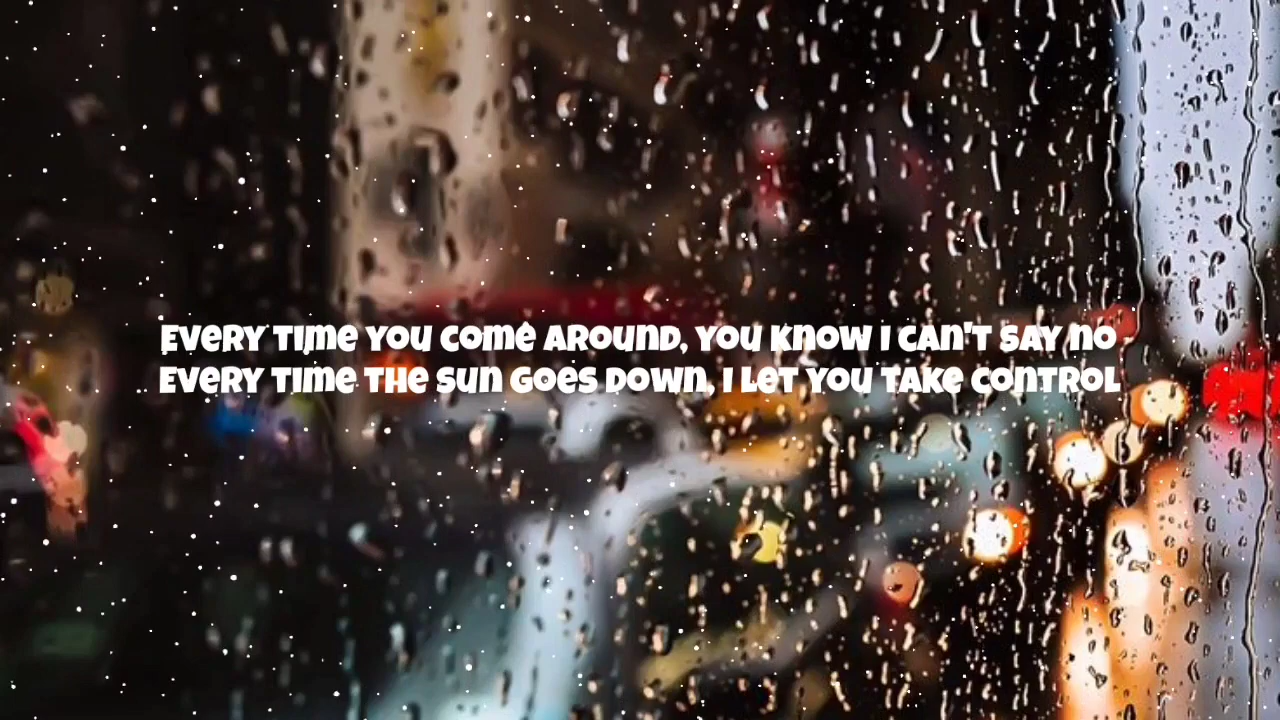 Every time you come around, you know I can't say no
Every time the sun goes down, I let you take control